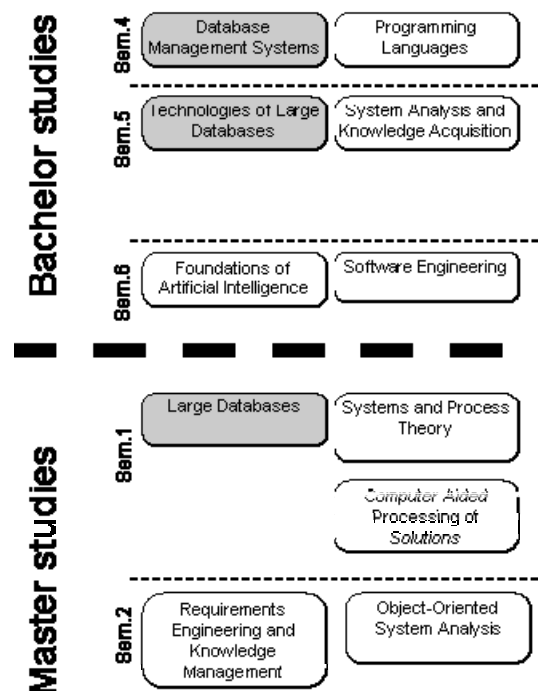 Bachelor studies
Sem.4
Database
Management Systems
Programming
Languages
Sem.5
Technologies of Large
Databases
System Analysis and
Knowledge Acquisition
Sem.6
Foundations of
Artificial Intelligence
Software Engineering
Master studies
Sem.1
Large Databases
Systems and Process
Theory
Computer Aided
Processing of
Solutions
Sem.2
Requirements
Engineering and
Knowledge
Management
Object-Oriented
System Analysis